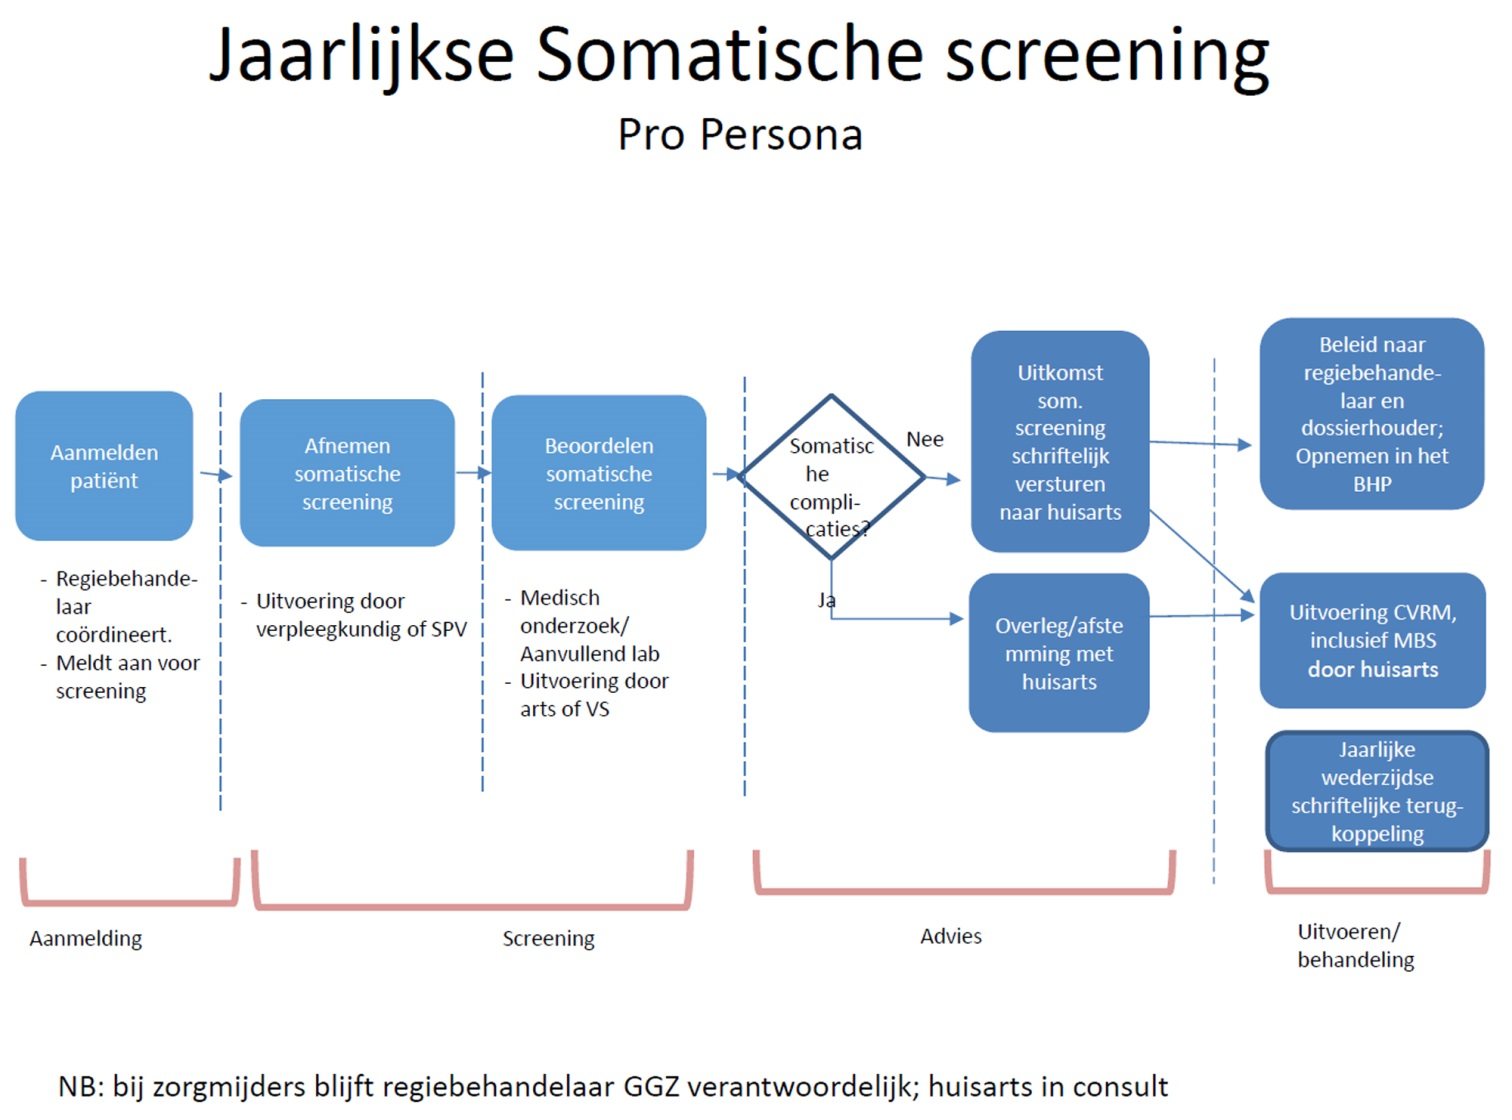 Jaarlijkse Somatische screening
Pro Persona
Aanmelden
patiënt
- Regiebehande-
laar
coördineert.
- Meldt aan voor
screening
Afnemen
somatische
screening
- Uitvoering door
verpleegkundig of SPV
Beoordelen
somatische
screening
- Medisch
onderzoek/
Aanvullend lab
- Uitvoering door
arts of VS
Somatisc
he
compli-
caties?
Nee
Ja
Uitkomst
som.
screening
schriftelijk
versturen
naar huisarts
Overleg/afste
mming met
huisarts
Beleid naar
regiebehande-
laar en
dossierhouder;
Opnemen in het
BHP
Uitvoering CVRM,
inclusief MBS
door huisarts
Jaarlijke
wederzijdse
schriftelijke terug-
koppeling
Aanmelding
Screening
Advies
Uitvoeren/
behandeling
NB: bij zorgmijders blijft regiebehandelaar GGZ verantwoordelijk; huisarts in consult